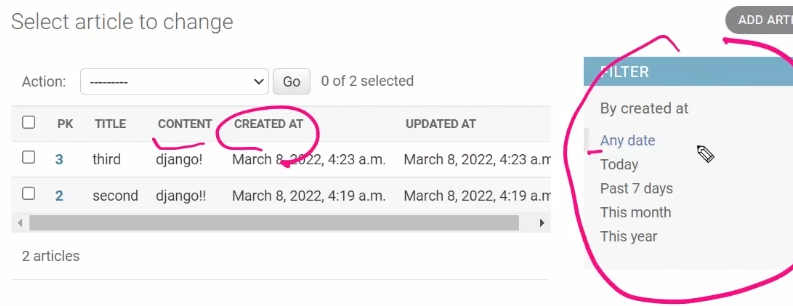 Select article to change
ADD ARTI
Action: --------- Go 0 of 2 selected
PK TITLE CONTENT CREATED AT UPDATED AT
3 third django! March 8, 2022, 4:23 a.m. March 8, 2022, 4:23 a.m
2 second django!! March 8, 2022, 4:19 a.m. March 8, 2022, 4:19 a.m
2 articles
FILTER
By created at
Any date
Today
Past 7 days
This month
This year